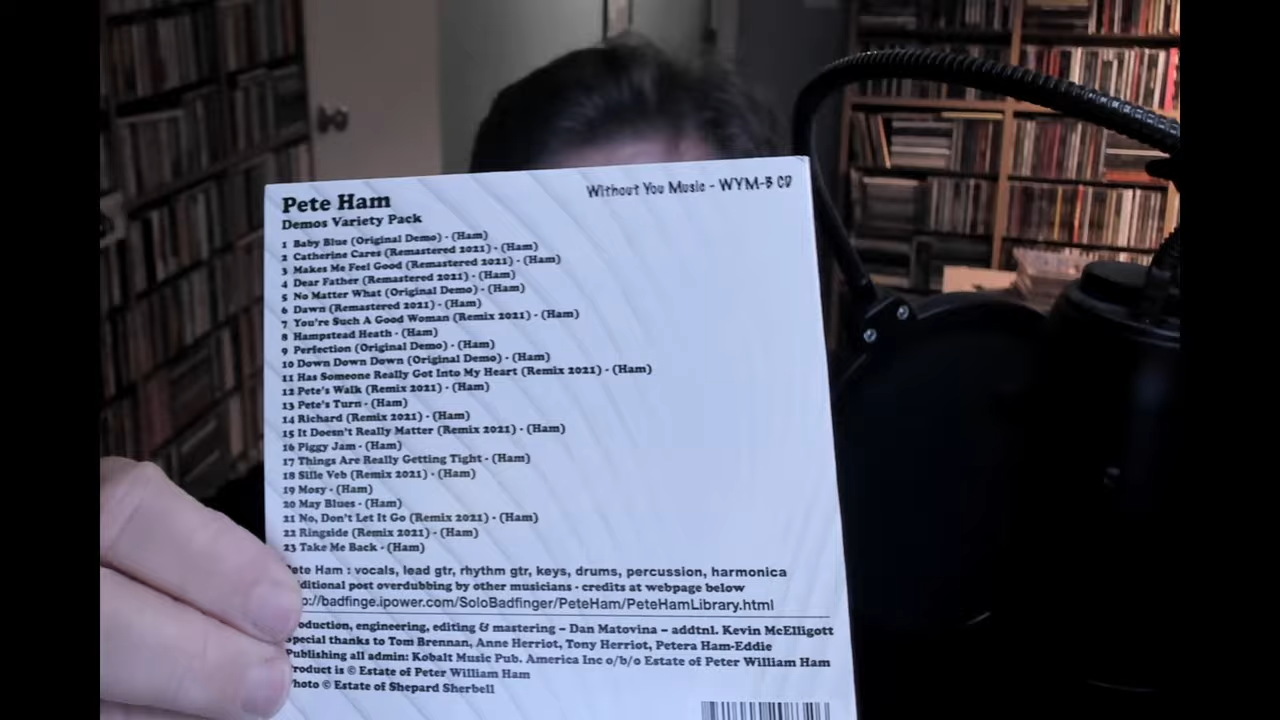 Pete Ham
Without You Music - WYM-B CD
Demos Variety Pack
1 Baby Blue (Original Demo) - (Ham)
2 Catherine Cares (Remastered 2021) - (Ham)
3 Makes Me Feel Good (Remastered 2021) - (Ham)
4 Dear Father (Remastered 2021) - (Ham)
5 No Matter What (Original Demo) - (Ham)
6 Dawn (Remastered 2021) - (Ham)
7 You're Such A Good Woman (Remix 2021) - (Ham)
8 Hampstead Heath - (Ham)
9 Perfection (Original Demo) - (Ham)
10 Down Down Down (Original Demo) - (Ham)
11 Has Someone Really Got Into My Heart (Remix 2021) - (Ham)
12 Pete's Walk (Remix 2021) - (Ham)
13 Pete's Turn - (Ham)
14 Richard (Remix 2021) - (Ham)
15 It Doesn't Really Matter (Remix 2021) - (Ham)
16 Piggy Jam - (Ham)
17 Things Are Really Getting Tight - (Ham)
18 Sille Veb (Remix 2021) - (Ham)
19 Mosy - (Ham)
20 May Blues - (Ham)
21 No, Don't Let It Go (Remix 2021) - (Ham)
22 Ringside (Remix 2021) - (Ham)
23 Take Me Back - (Ham)
Pete Ham : vocals, lead gtr, rhythm gtr, keys, drums, percussion, harmonica
ditional post overdubbing by other musicians - credits at webpage below
p://badfinge.ipower.com/SoloBadfinger/PeteHam/PeteHamLibrary.html
oduction, engineering, editing & mastering – Dan Matovina – addtnl. Kevin McElligott
Special thanks to Tom Brennan, Anne Herriot, Tony Herriot, Petera Ham-Eddie
Publishing all admin: Kobalt Music Pub. America Inc o/b/o Estate of Peter William Ham
Product is © Estate of Peter William Ham
Photo © Estate of Shepard Sherbell